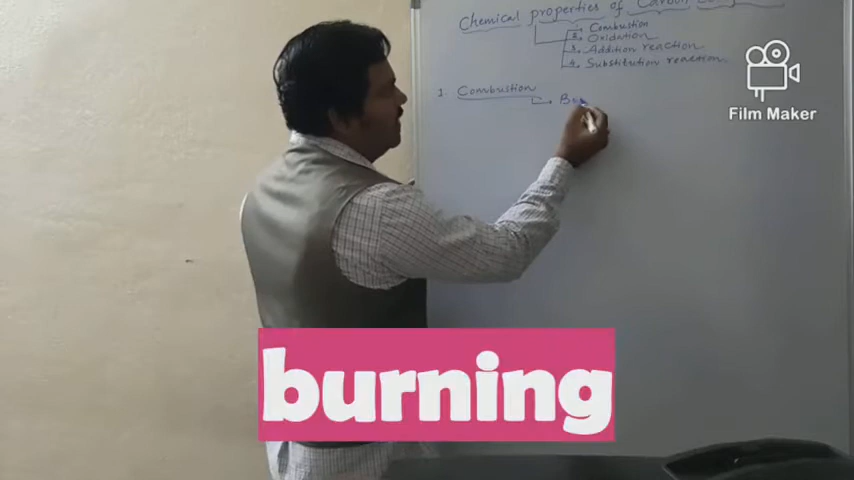 Chemical properties of Carbon
1. Combustion
2. Oxidation
3. Addition reaction
4. Substitution reaction
1 Combustion
Film Maker
burning